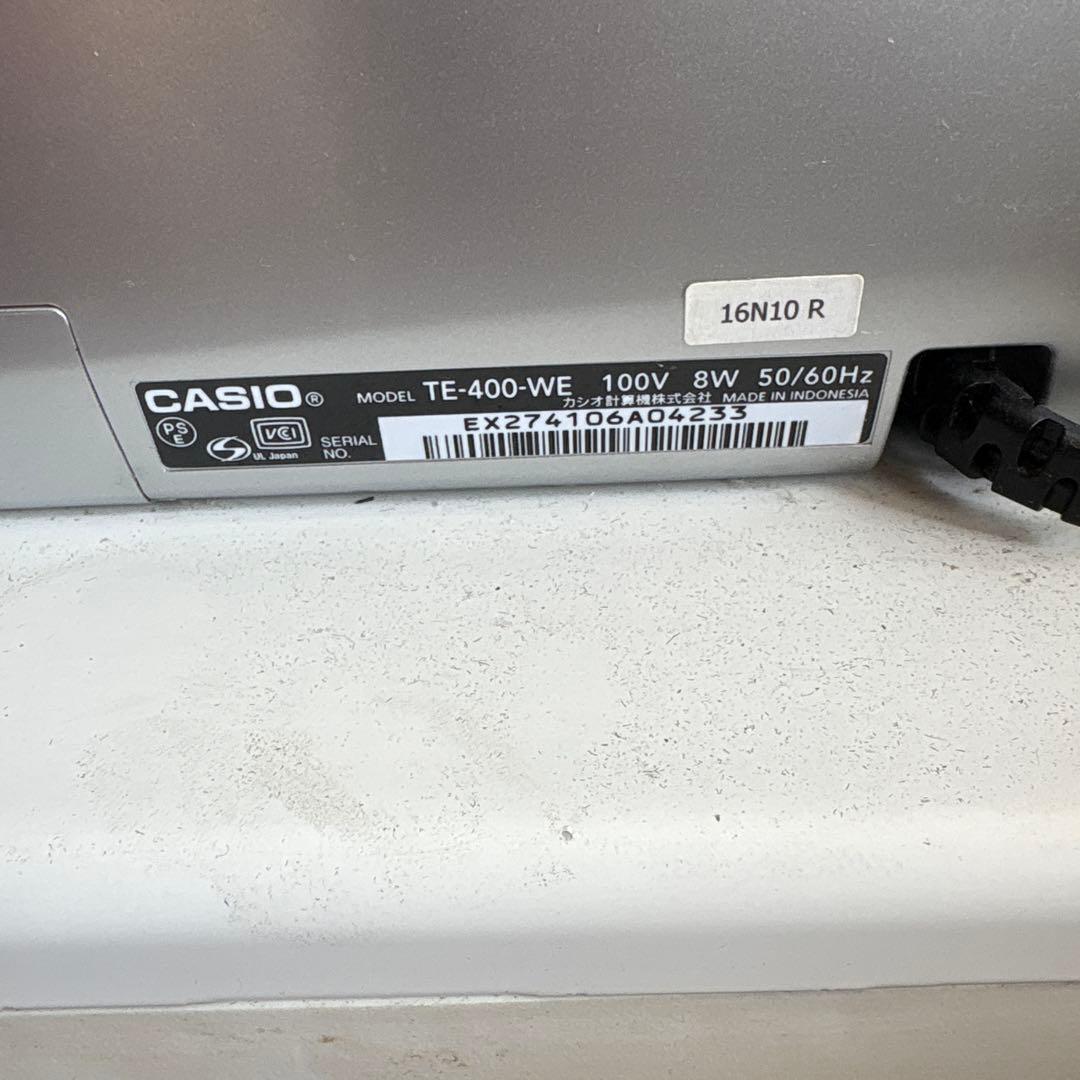 16N10 R
CASIO® MODEL TE-400-WE 100V 8W 50/60Hz
カシオ計算機株式会社 MADE IN INDONESIA
PS
E
VCI
UL Japan
SERIAL
NO.
EX274106A04233